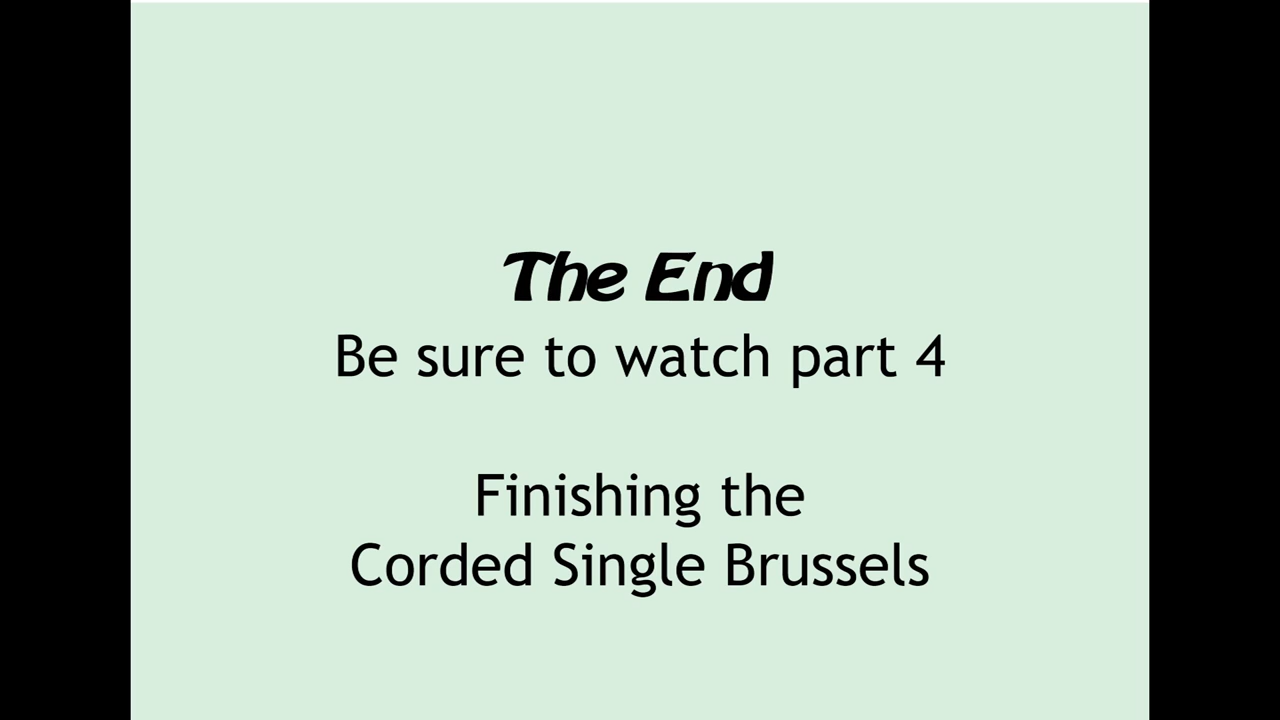 The End
Be sure to watch part 4
Finishing the
Corded Single Brussels